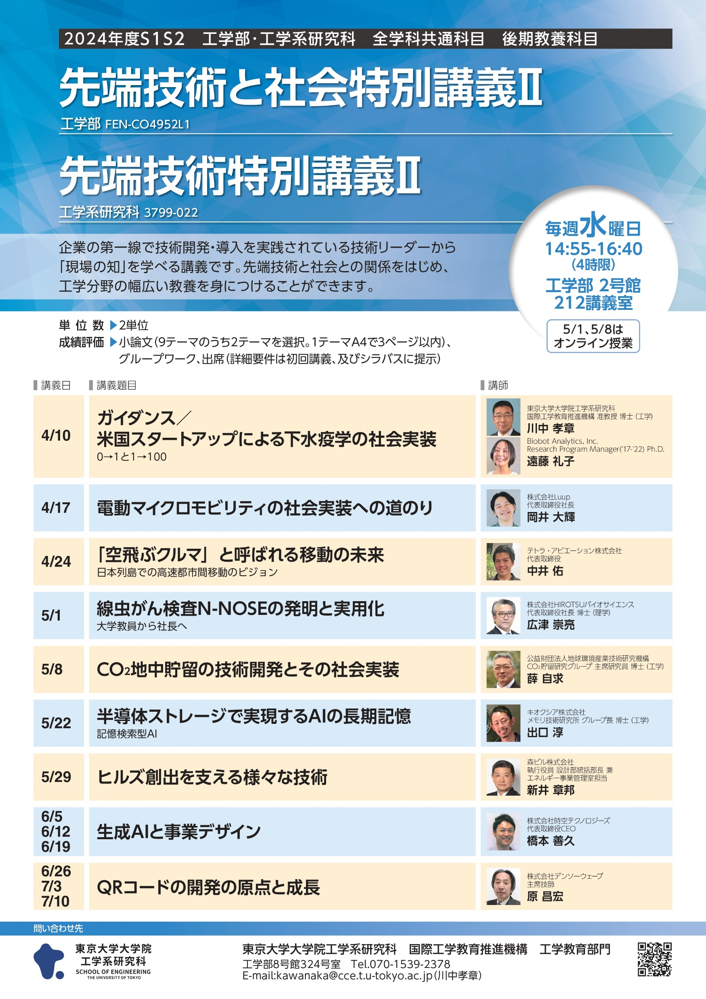 2024年度S1S2　工学部・工学系研究科　全学科共通科目　後期教養科目
先端技術と社会特別講義Ⅱ
工学部 FEN-CO4952L1
先端技術特別講義Ⅱ
工学系研究科 3799-022
企業の第一線で技術開発・導入を実践されている技術リーダーから
「現場の知」を学べる講義です。先端技術と社会との関係をはじめ、
工学分野の幅広い教養を身につけることができます。
毎週水曜日
14:55-16:40
（4時限）
工学部 2号館
212講義室
5/1、5/8は
オンライン授業
単位数 ▶2単位
成績評価 ▶小論文（9テーマのうち2テーマを選択。1テーマA4で3ページ以内）、
グループワーク、出席（詳細要件は初回講義、及びシラバスに提示）
講義日 講義題目 講師
4/10
ガイダンス／
米国スタートアップによる下水疫学の社会実装
0→1と1→100
東京大学大学院工学系研究科
国際工学教育推進機構 准教授 博士（工学）
川中 孝章
Biobot Analytics, Inc.
Research Program Manager('17-'22) Ph.D.
遠藤 礼子
4/17
電動マイクロモビリティの社会実装への道のり
株式会社Luup
代表取締役社長
岡井 大輝
4/24
「空飛ぶクルマ」と呼ばれる移動の未来
日本列島での高速都市間移動のビジョン
テトラ・アビエーション株式会社
代表取締役
中井 佑
5/1
線虫がん検査N-NOSEの発明と実用化
大学教員から社長へ
株式会社HIROTSUバイオサイエンス
代表取締役社長 博士（理学）
広津 崇亮
5/8
CO₂地中貯留の技術開発とその社会実装
公益財団法人地球環境産業技術研究機構
CO₂貯留研究グループ 主席研究員 博士（工学）
薛 自求
5/22
半導体ストレージで実現するAIの長期記憶
記憶検索型AI
キオクシア株式会社
メモリ技術研究所 グループ長 博士（工学）
出口 淳
5/29
ヒルズ創出を支える様々な技術
森ビル株式会社
執行役員 設計部統括部長 兼
エネルギー事業管理室担当
新井 章邦
6/5
6/12
6/19
生成AIと事業デザイン
株式会社時空テクノロジーズ
代表取締役CEO
橋本 善久
6/26
7/3
7/10
QRコードの開発の原点と成長
株式会社デンソーウェーブ
主席技師
原 昌宏
問い合わせ先
東京大学大学院
工学系研究科
SCHOOL OF ENGINEERING
THE UNIVERSITY OF TOKYO
東京大学大学院工学系研究科　国際工学教育推進機構　工学教育部門
工学部8号館324号室　Tel.070-1539-2378
E-mail:kawanaka@cce.t.u-tokyo.ac.jp（川中孝章）